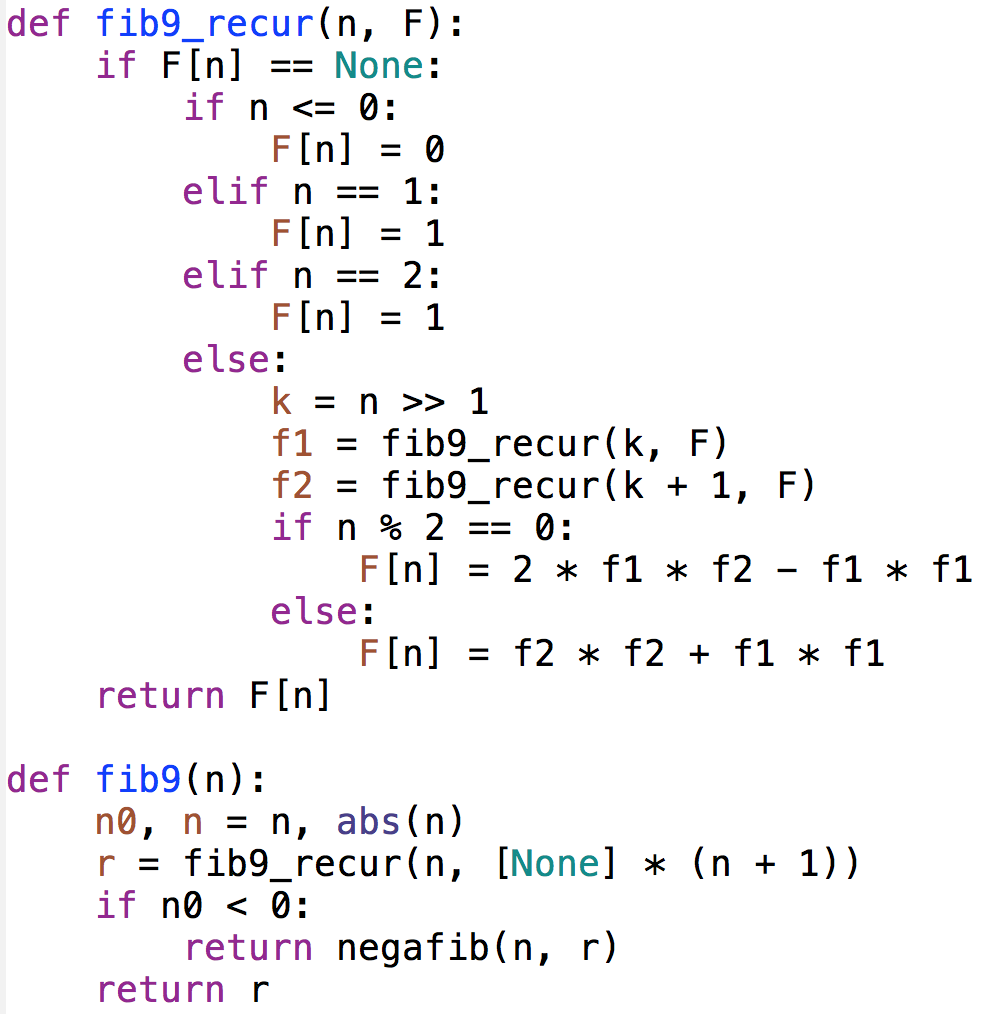 def fib9_recur(n, F):
    if F[n] == None:
        if n <= 0:
            F[n] = 0
        elif n == 1:
            F[n] = 1
        elif n == 2:
            F[n] = 1
        else:
            k = n >> 1
            f1 = fib9_recur(k, F)
            f2 = fib9_recur(k + 1, F)
            if n % 2 == 0:
                F[n] = 2 * f1 * f2 - f1 * f1
            else:
                F[n] = f2 * f2 + f1 * f1
    return F[n]

def fib9(n):
    n0, n = n, abs(n)
    r = fib9_recur(n, [None] * (n + 1))
    if n0 < 0:
        return negafib(n, r)
    return r